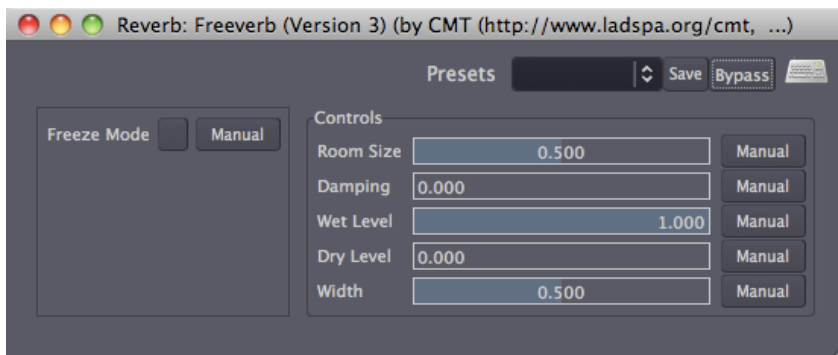 Reverb: Freeverb (Version 3) (by CMT (http://www.ladspa.org/cmt, ...)
Presets Save Bypass
Freeze Mode Manual
Controls
Room Size 0.500 Manual
Damping 0.000 Manual
Wet Level 1.000 Manual
Dry Level 0.000 Manual
Width 0.500 Manual